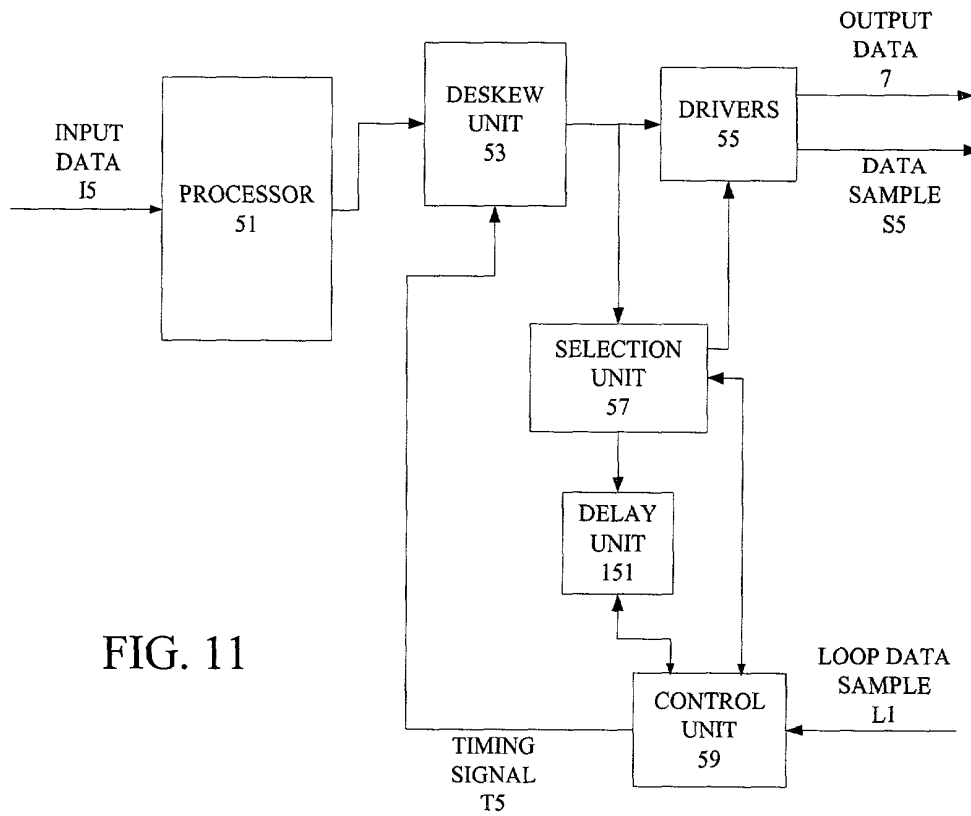 OUTPUT
DATA
7
DESKEW
UNIT
53
DRIVERS
55
INPUT
DATA
I5
PROCESSOR
51
DATA
SAMPLE
S5
SELECTION
UNIT
57
DELAY
UNIT
151
FIG. 11
LOOP DATA
SAMPLE
L1
CONTROL
UNIT
59
TIMING
SIGNAL
T5